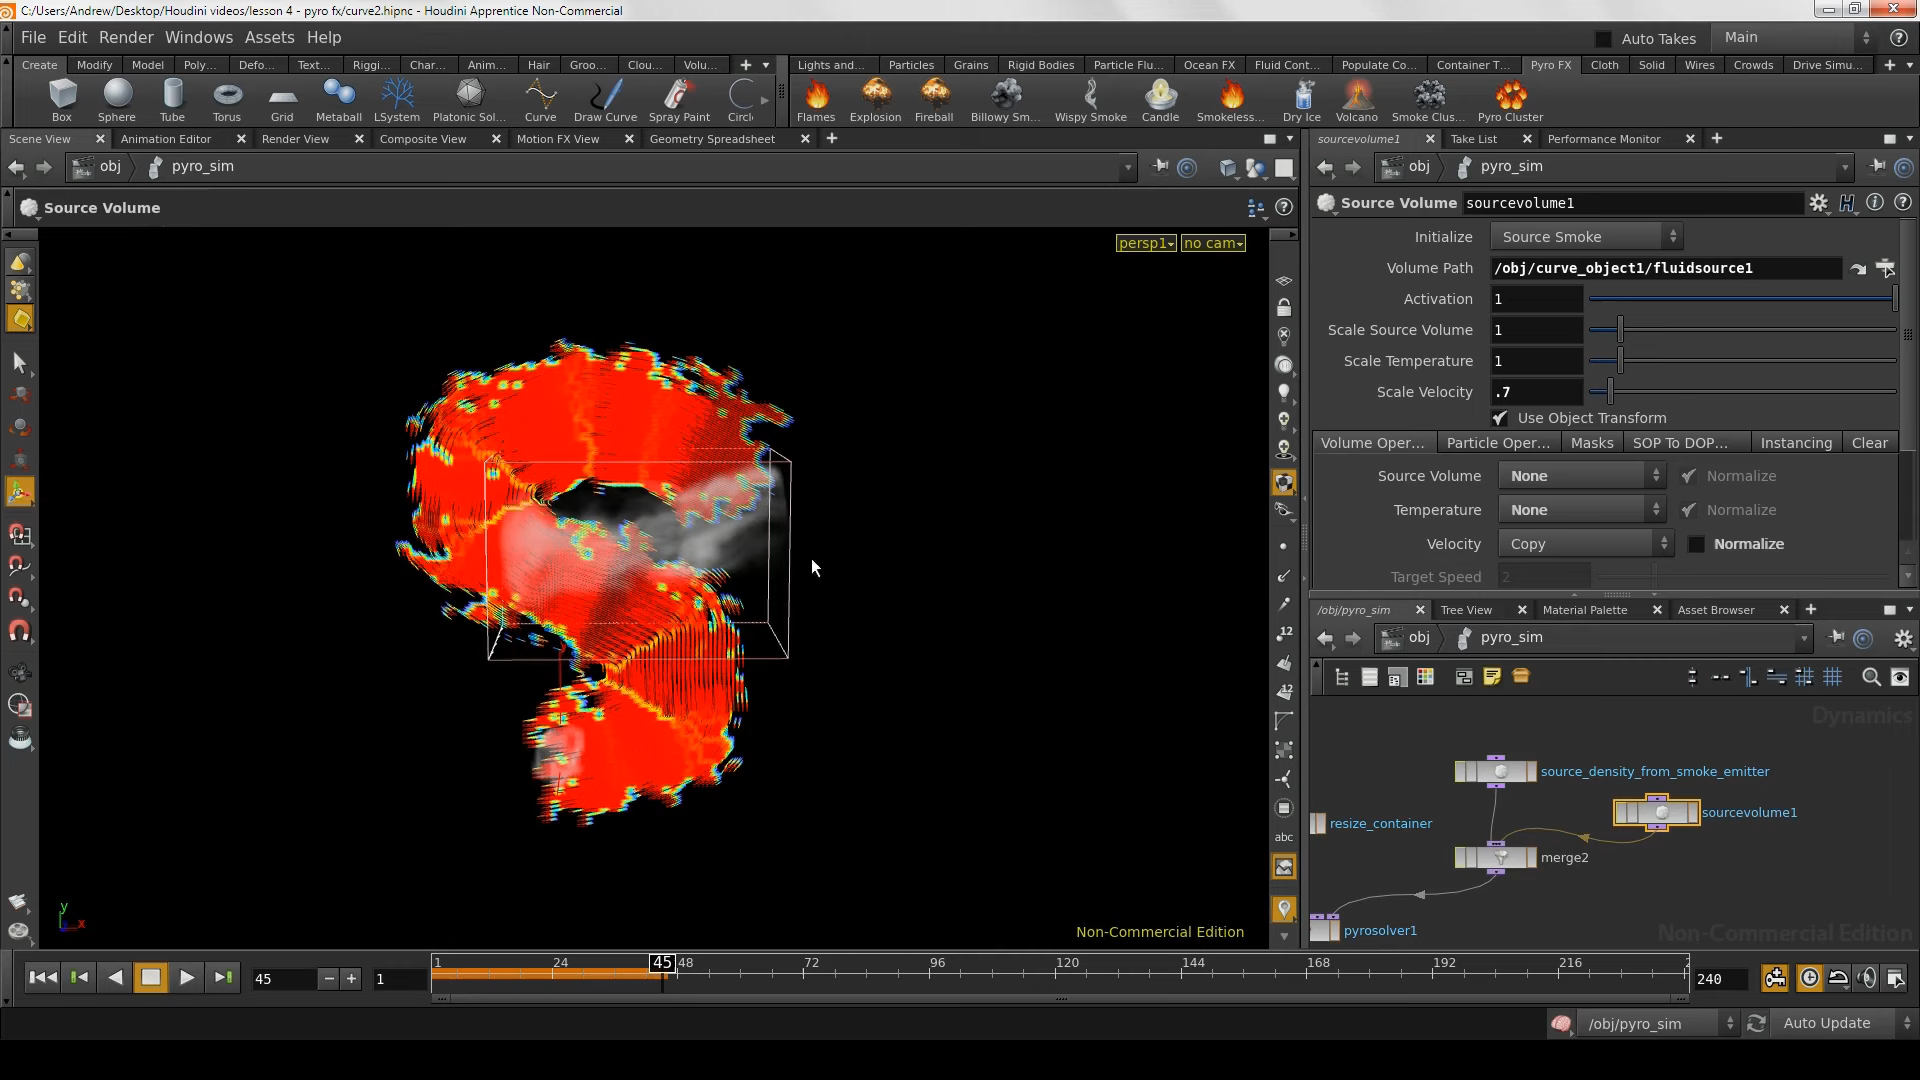 C:/Users/Andrew/Desktop/Houdini videos/lesson 4 - pyro fx/curve2.hipnc - Houdini Apprentice Non-Commercial
File Edit Render Windows Assets Help
Auto Takes Main
Create Modify Model Poly... Defo... Text... Riggi... Char... Anim... Hair Groo... Clou... Volu...
Lights and... Particles Grains Rigid Bodies Particle Flu... Ocean FX Fluid Cont... Populate Co... Container T... Pyro FX Cloth Solid Wires Crowds Drive Simu...
Box Sphere Tube Torus Grid Metaball LSystem Platonic Sol... Curve Draw Curve Spray Paint Circl
Flames Explosion Fireball Billowy Sm... Wispy Smoke Candle Smokeless... Dry Ice Volcano Smoke Clus... Pyro Cluster
Scene View Animation Editor Render View Composite View Motion FX View Geometry Spreadsheet
sourcevolume1 Take List Performance Monitor
obj pyro_sim
obj pyro_sim
Source Volume
Source Volume sourcevolume1
persp1 no cam
Initialize Source Smoke
Volume Path /obj/curve_object1/fluidsource1
Activation 1
Scale Source Volume 1
Scale Temperature 1
Scale Velocity .7
Use Object Transform
Volume Oper... Particle Oper... Masks SOP To DOP... Instancing Clear
Source Volume None Normalize
Temperature None Normalize
Velocity Copy Normalize
Target Speed 2
/obj/pyro_sim Tree View Material Palette Asset Browser
obj pyro_sim
12
12
abc
Dynamics
source_density_from_smoke_emitter
sourcevolume1
resize_container
merge2
pyrosolver1
Non-Commercial Edition
y
x
Non-Commercial Edition
45 1 1 24 45 48 72 96 120 144 168 192 216 2 240
/obj/pyro_sim Auto Update